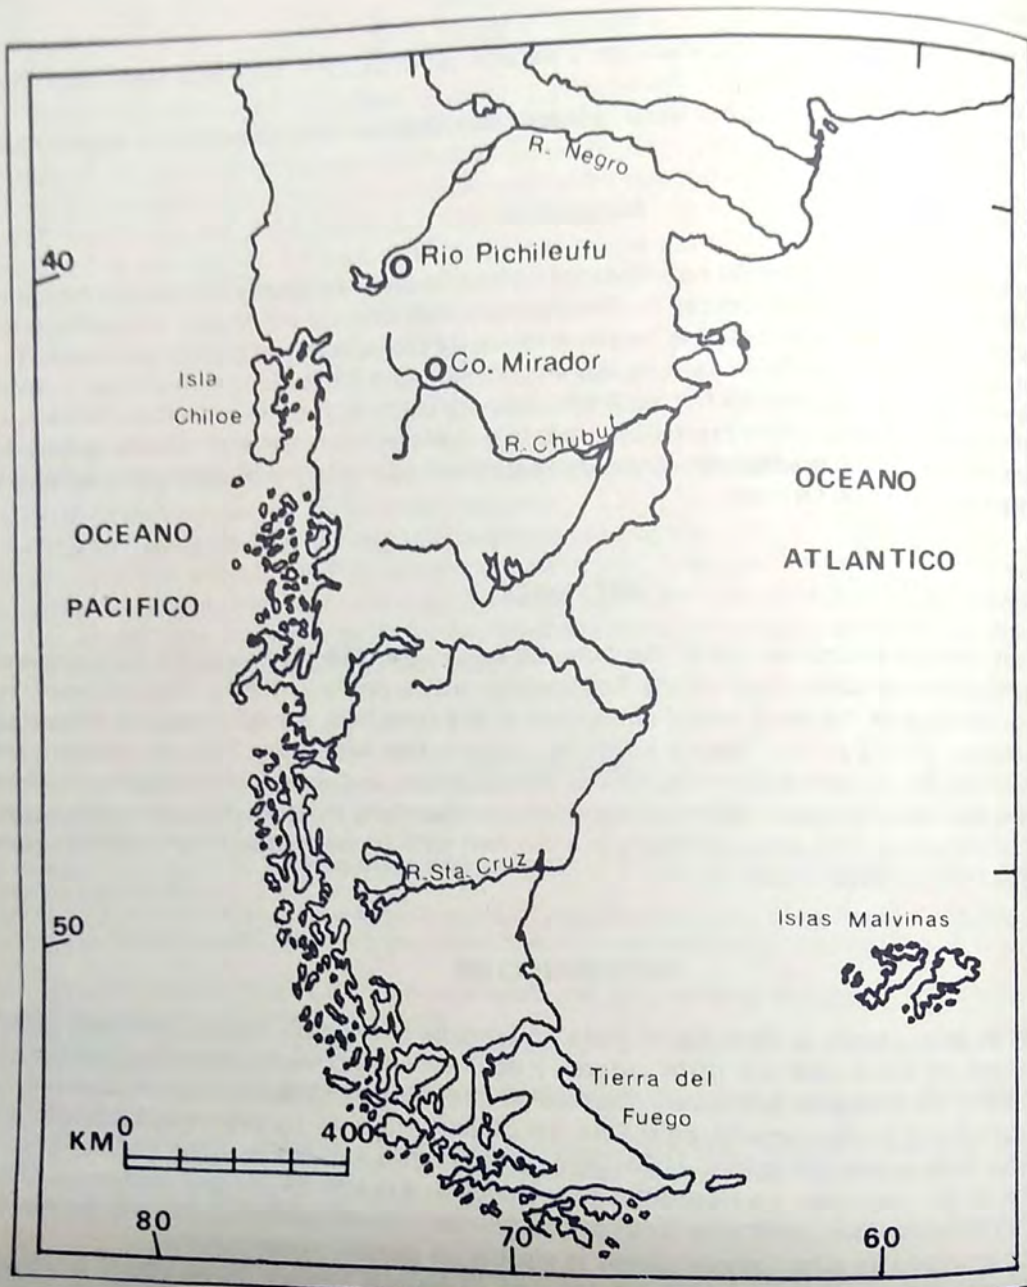 R. Negro
40
Rio Pichileufu
Co. Mirador
Isla
Chiloe
R. Chubut
OCEANO
PACIFICO
OCEANO
ATLANTICO
R. Sta. Cruz
50
Islas Malvinas
Tierra del
Fuego
KM 0 400
80 70 60